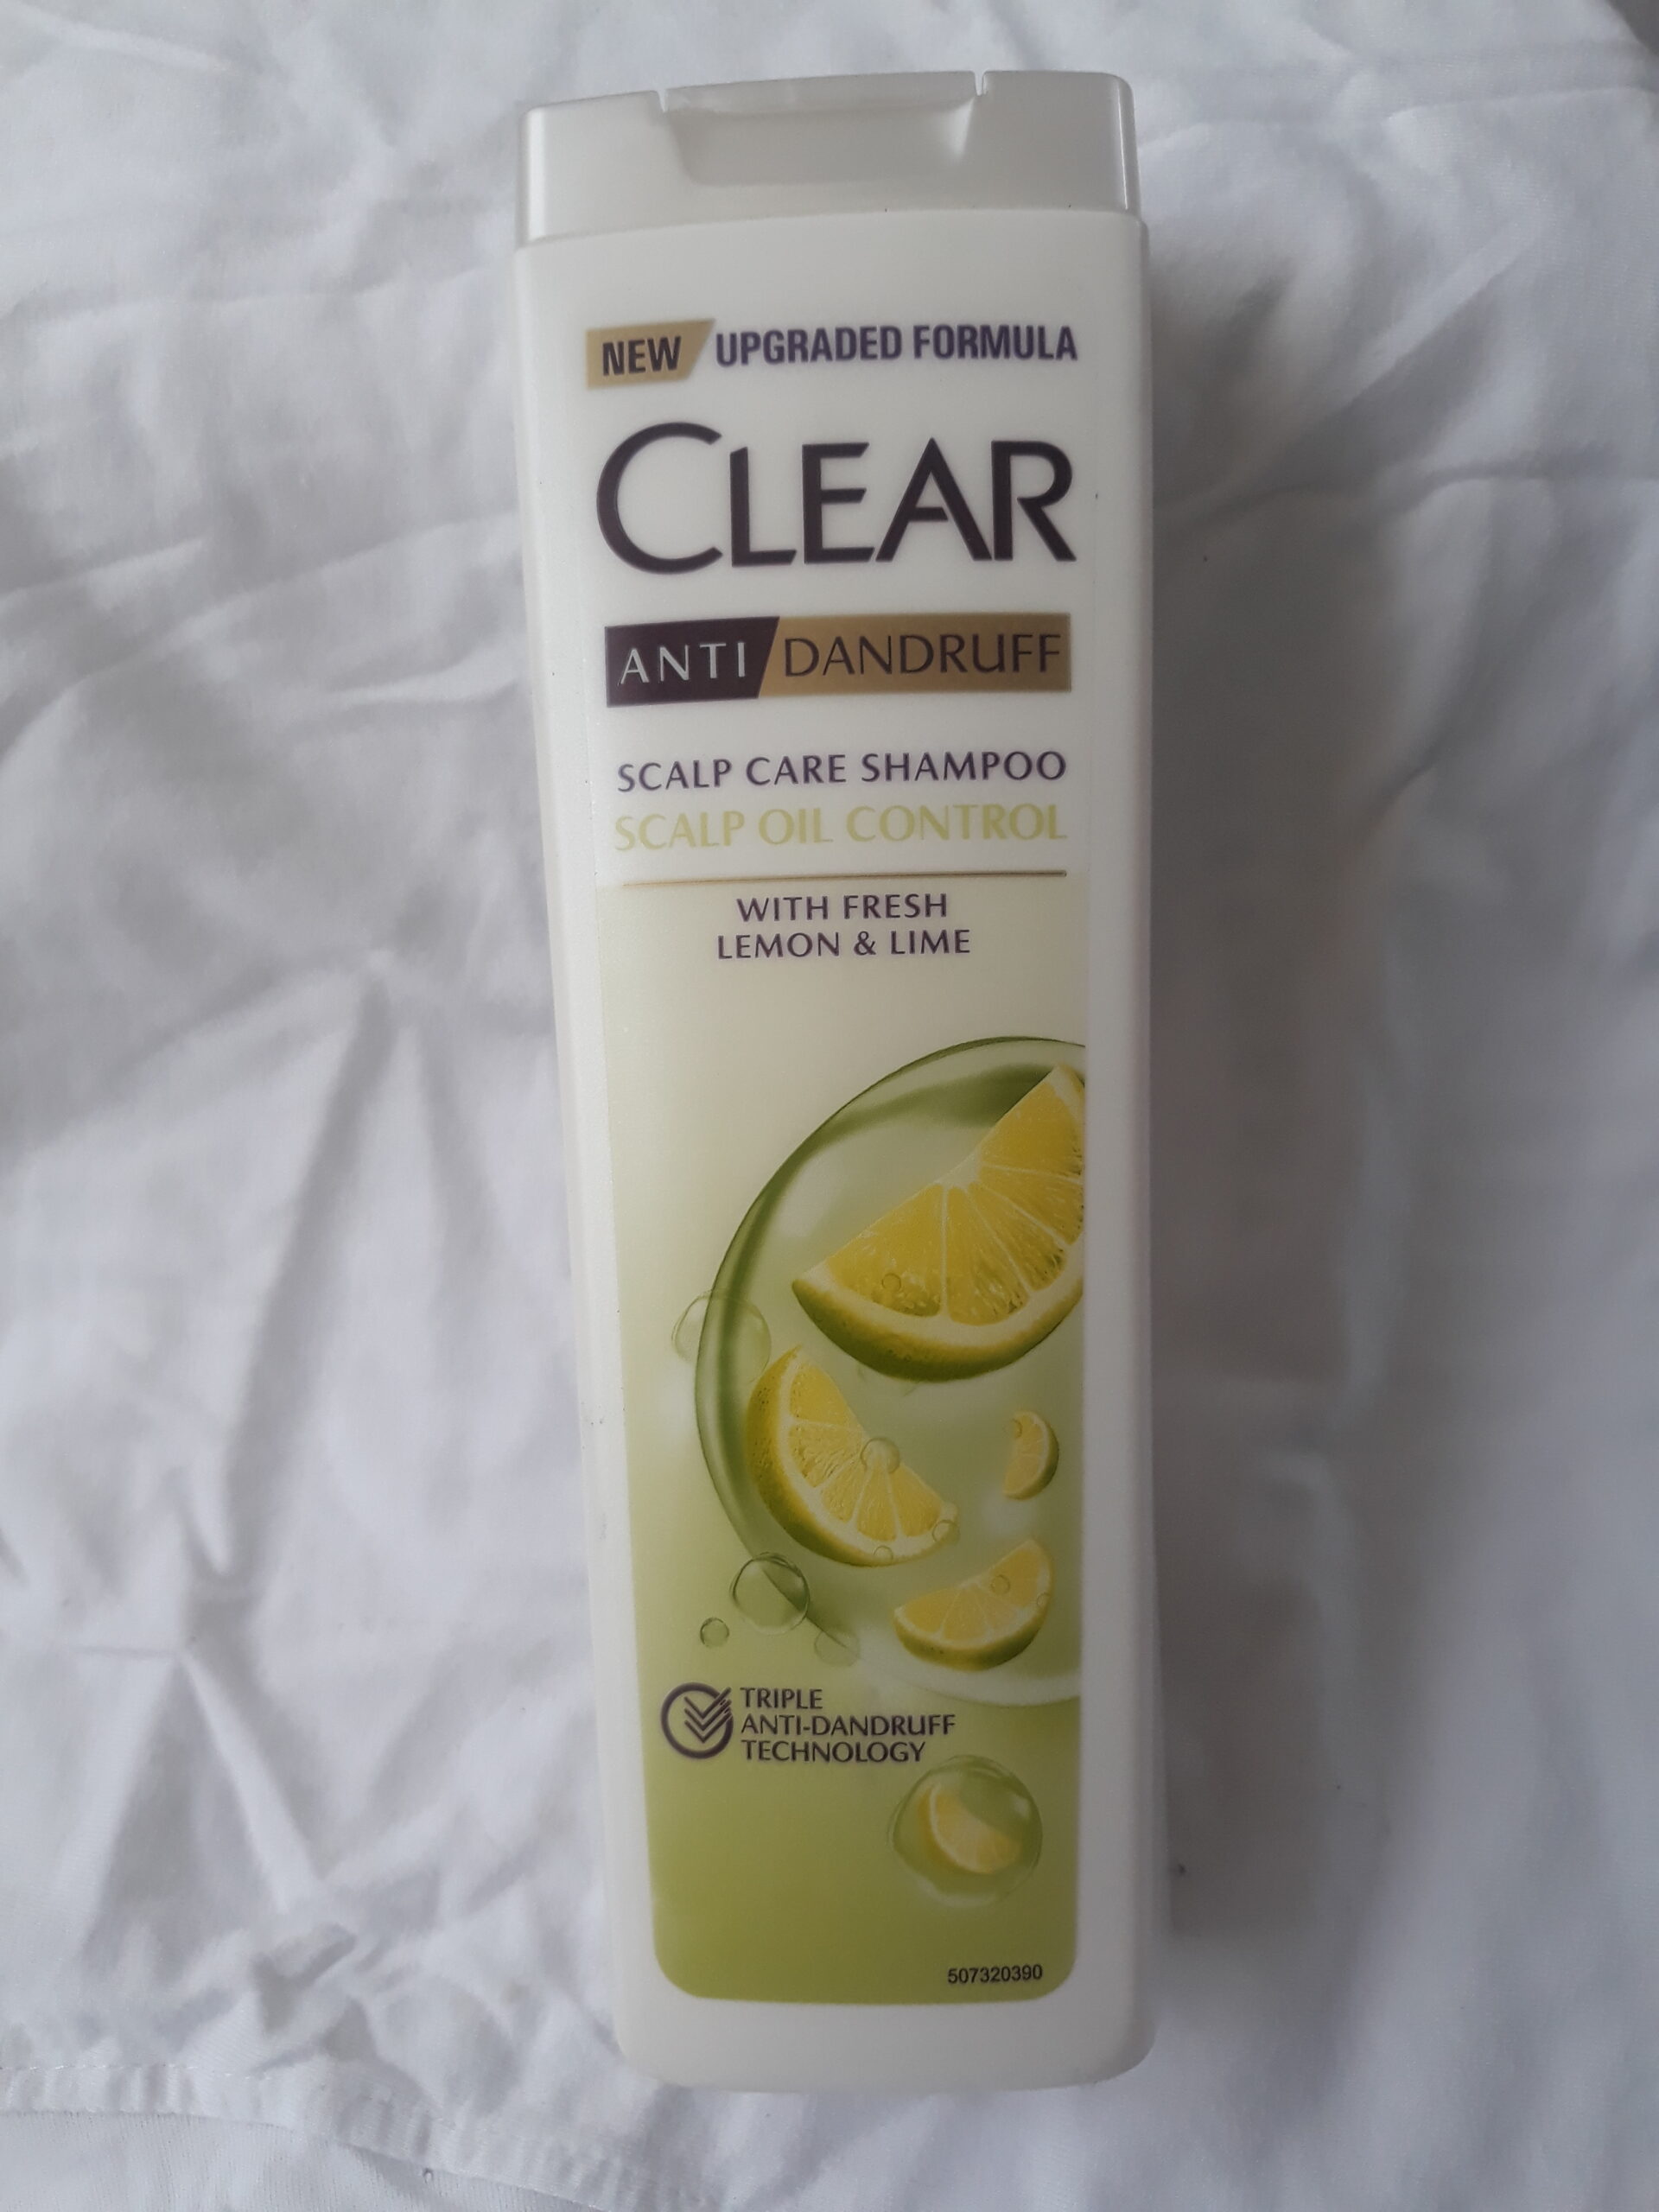 NEW UPGRADED FORMULA
CLEAR
ANTI DANDRUFF
SCALP CARE SHAMPOO
SCALP OIL CONTROL
WITH FRESH
LEMON & LIME
TRIPLE
ANTI-DANDRUFF
TECHNOLOGY
507320390